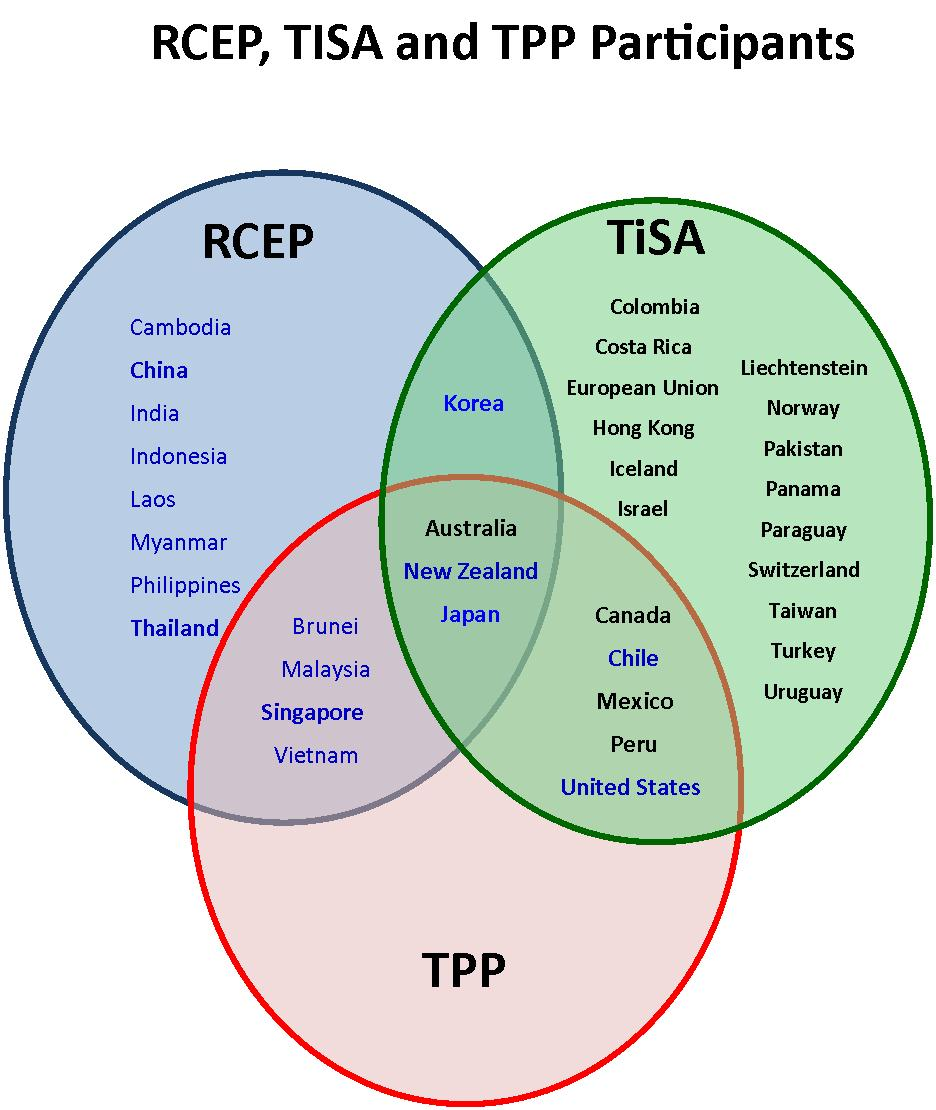 RCEP, TISA and TPP Participants
RCEP
Cambodia
China
India
Indonesia
Laos
Myanmar
Philippines
Thailand
Korea
TiSA
Colombia
Costa Rica
European Union
Hong Kong
Iceland
Israel
Liechtenstein
Norway
Pakistan
Panama
Paraguay
Switzerland
Taiwan
Turkey
Uruguay
Australia
New Zealand
Japan
Brunei
Malaysia
Singapore
Vietnam
Canada
Chile
Mexico
Peru
United States
TPP